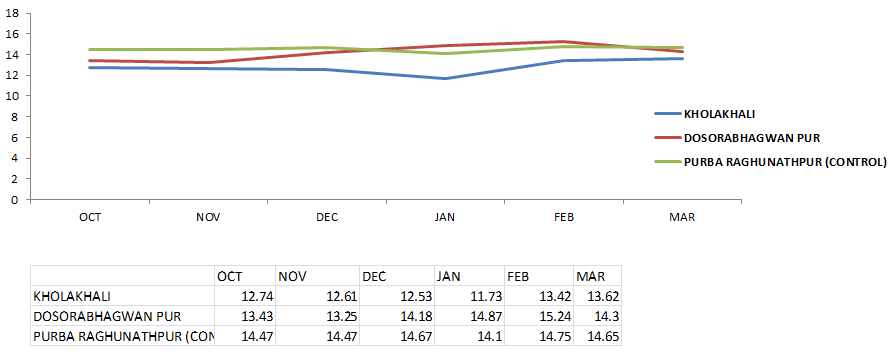 18
16
14
12
10
8
6
4
2
0
OCT NOV DEC JAN FEB MAR
KHOLAKHALI
DOSORABHAGWAN PUR
PURBA RAGHUNATHPUR (CONTROL)
OCT NOV DEC JAN FEB MAR
KHOLAKHALI 12.74 12.61 12.53 11.73 13.42 13.62
DOSORABHAGWAN PUR 13.43 13.25 14.18 14.87 15.24 14.3
PURBA RAGHUNATHPUR (CON 14.47 14.47 14.67 14.1 14.75 14.65